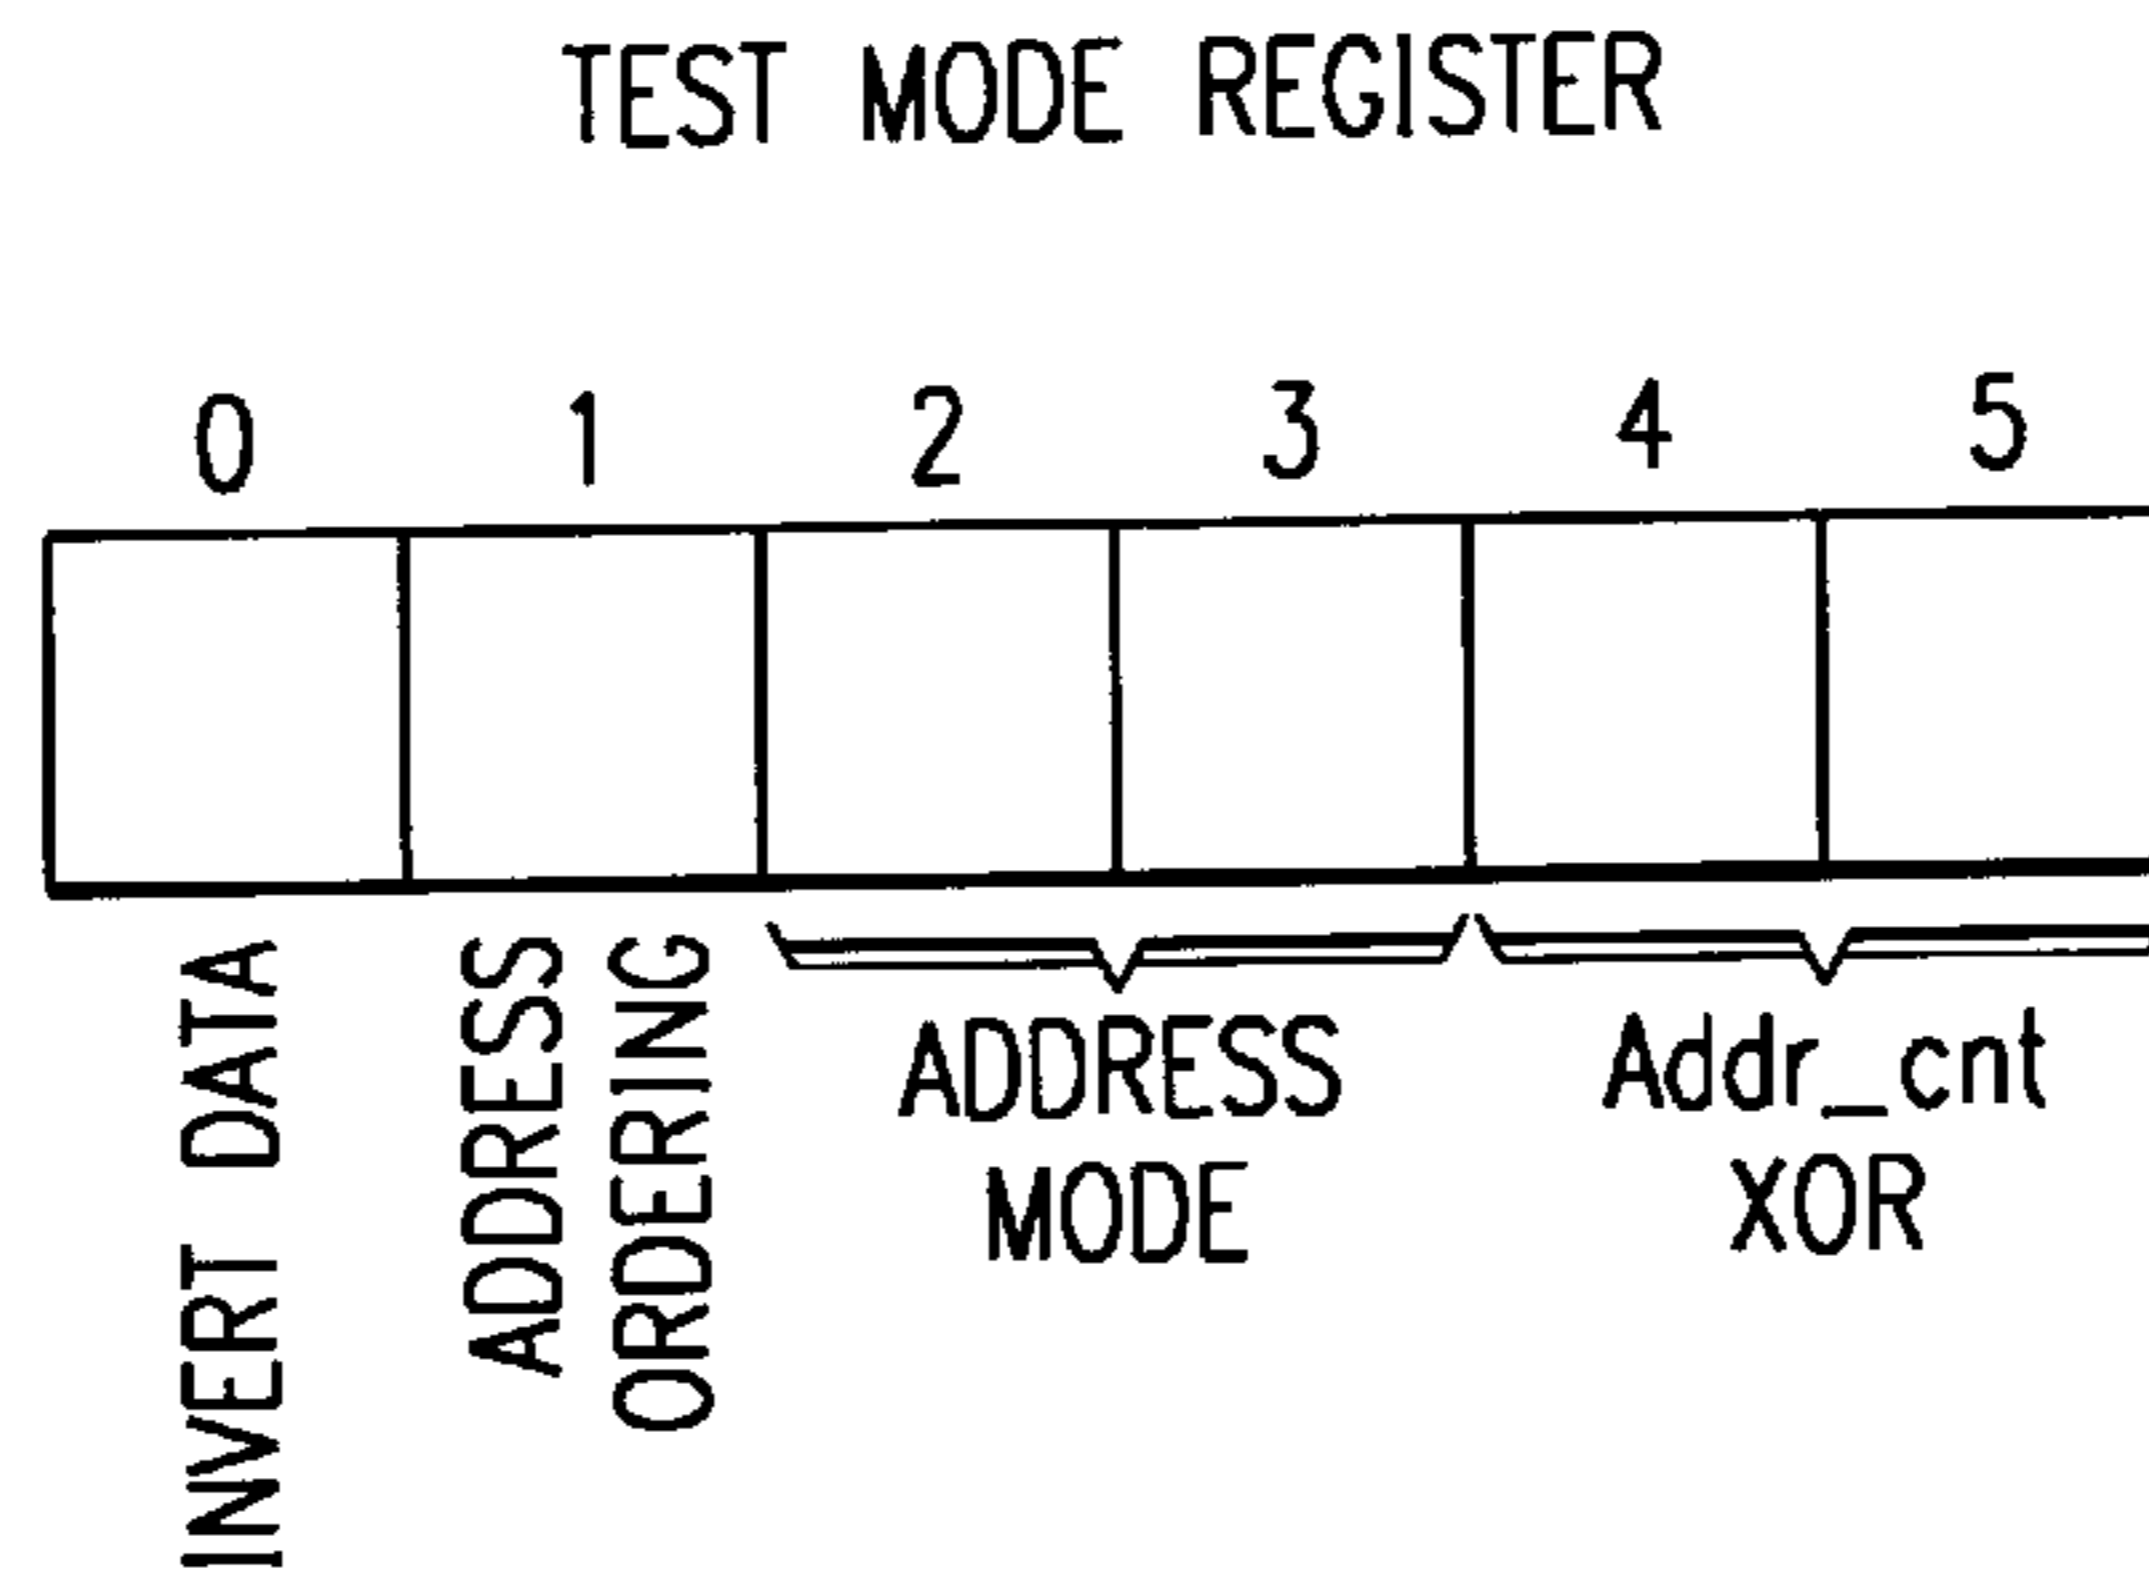 TEST MODE REGISTER
0 1 2 3 4 5
INVERT DATA
ADDRESS
ORDERING
ADDRESS
MODE
Addr_cnt
XOR